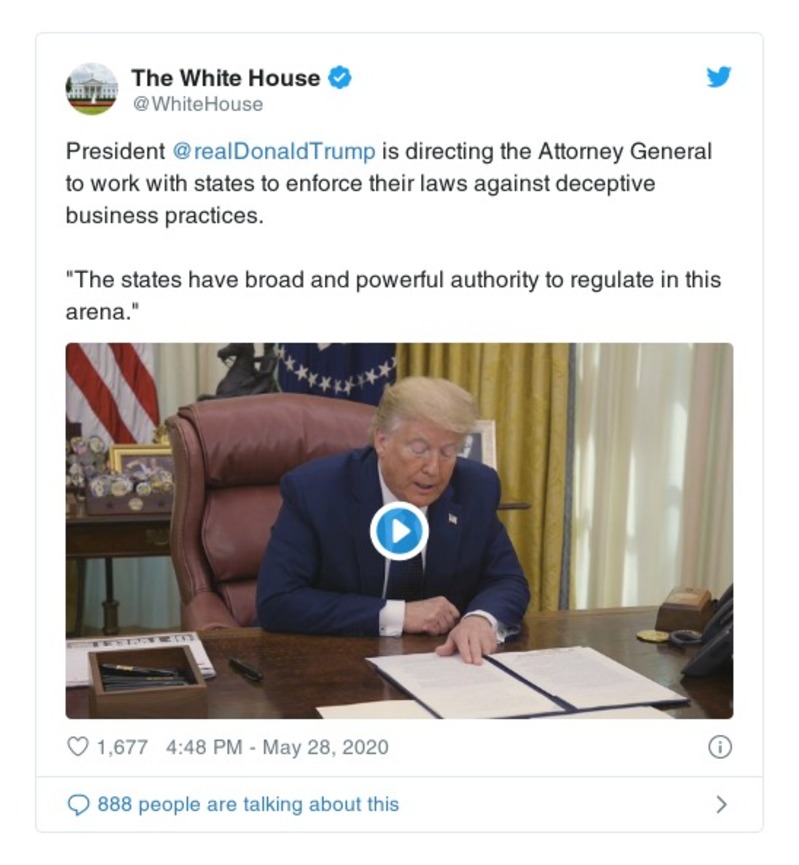 The White House
@WhiteHouse
President @realDonaldTrump is directing the Attorney General
to work with states to enforce their laws against deceptive
business practices.
"The states have broad and powerful authority to regulate in this
arena."
1,677 4:48 PM - May 28, 2020
888 people are talking about this